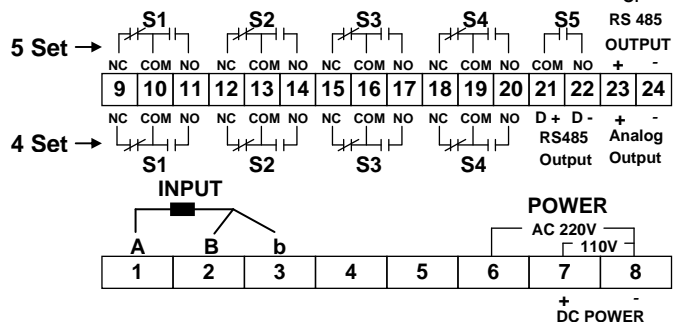 S1 S2 S3 S4 S5 RS 485
5 Set → OUTPUT
NC COM NO NC COM NO NC COM NO NC COM NO COM NO + -
9 10 11 12 13 14 15 16 17 18 19 20 21 22 23 24
NC COM NO NC COM NO NC COM NO NC COM NO D + D - + -
4 Set → RS485 Analog
S1 S2 S3 S4 Output Output
INPUT POWER
AC 220V
110V
A B b
1 2 3 4 5 6 7 8
+ -
DC POWER